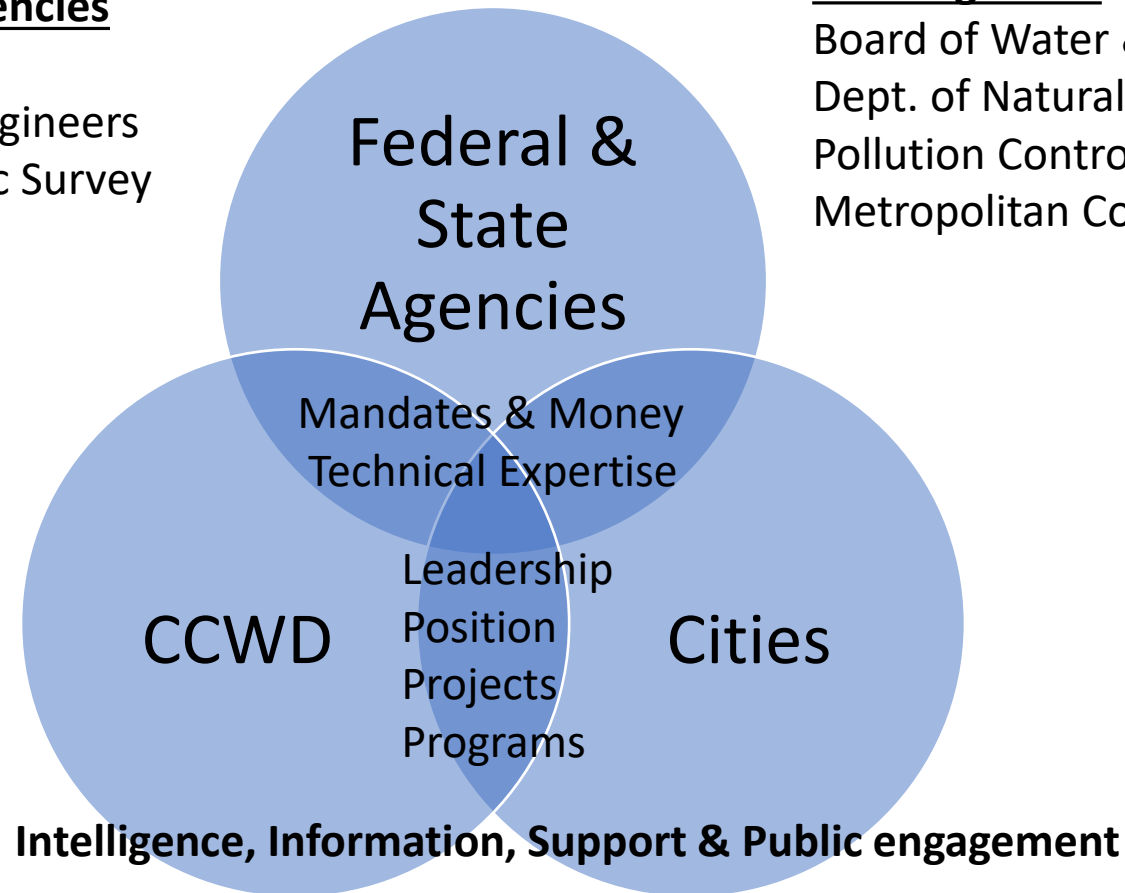 encies
gineers
c Survey
Board of Water &
Dept. of Natural
Pollution Contro
Metropolitan Co
Federal &
State
Agencies
Mandates & Money
Technical Expertise
Leadership
Position
Projects
Programs
CCWD
Cities
Intelligence, Information, Support & Public engagement